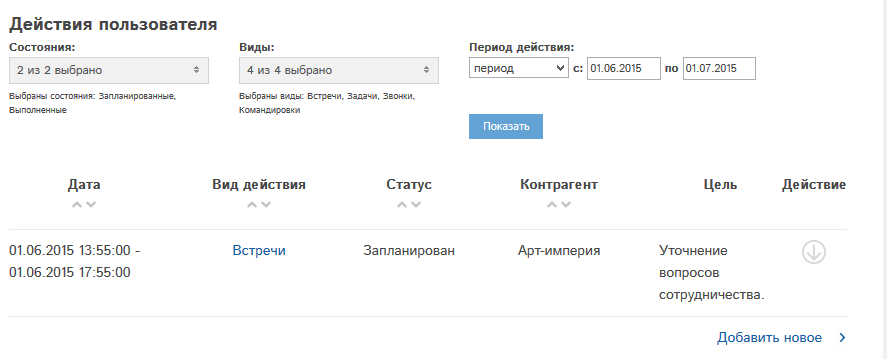 Действия пользователя
Состояния: Виды: Период действия:
2 из 2 выбрано 4 из 4 выбрано период с: 01.06.2015 по 01.07.2015
Выбраны состояния: Запланированные, Выбраны виды: Встречи, Задачи, Звонки,
Выполненные Командировки
Показать
Дата Вид действия Статус Контрагент Цель Действие
01.06.2015 13:55:00 - Встречи Запланирован Арт-империя Уточнение
01.06.2015 17:55:00 вопросов
сотрудничества.
Добавить новое